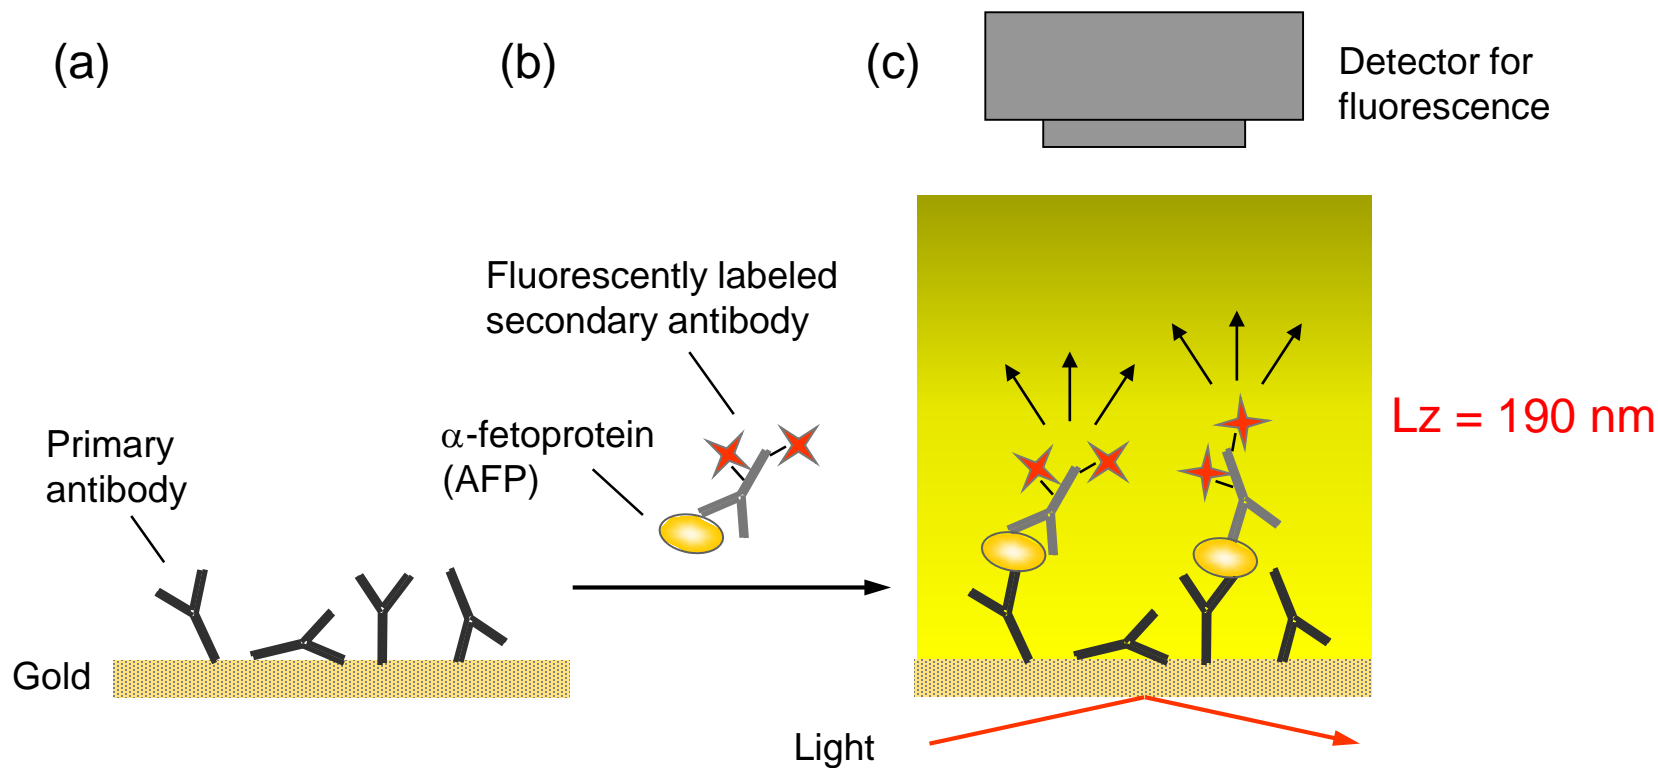 (a)
(b)
(c)
Detector for
fluorescence
Fluorescently labeled
secondary antibody
α-fetoprotein
(AFP)
Primary
antibody
Lz = 190 nm
Gold
Light